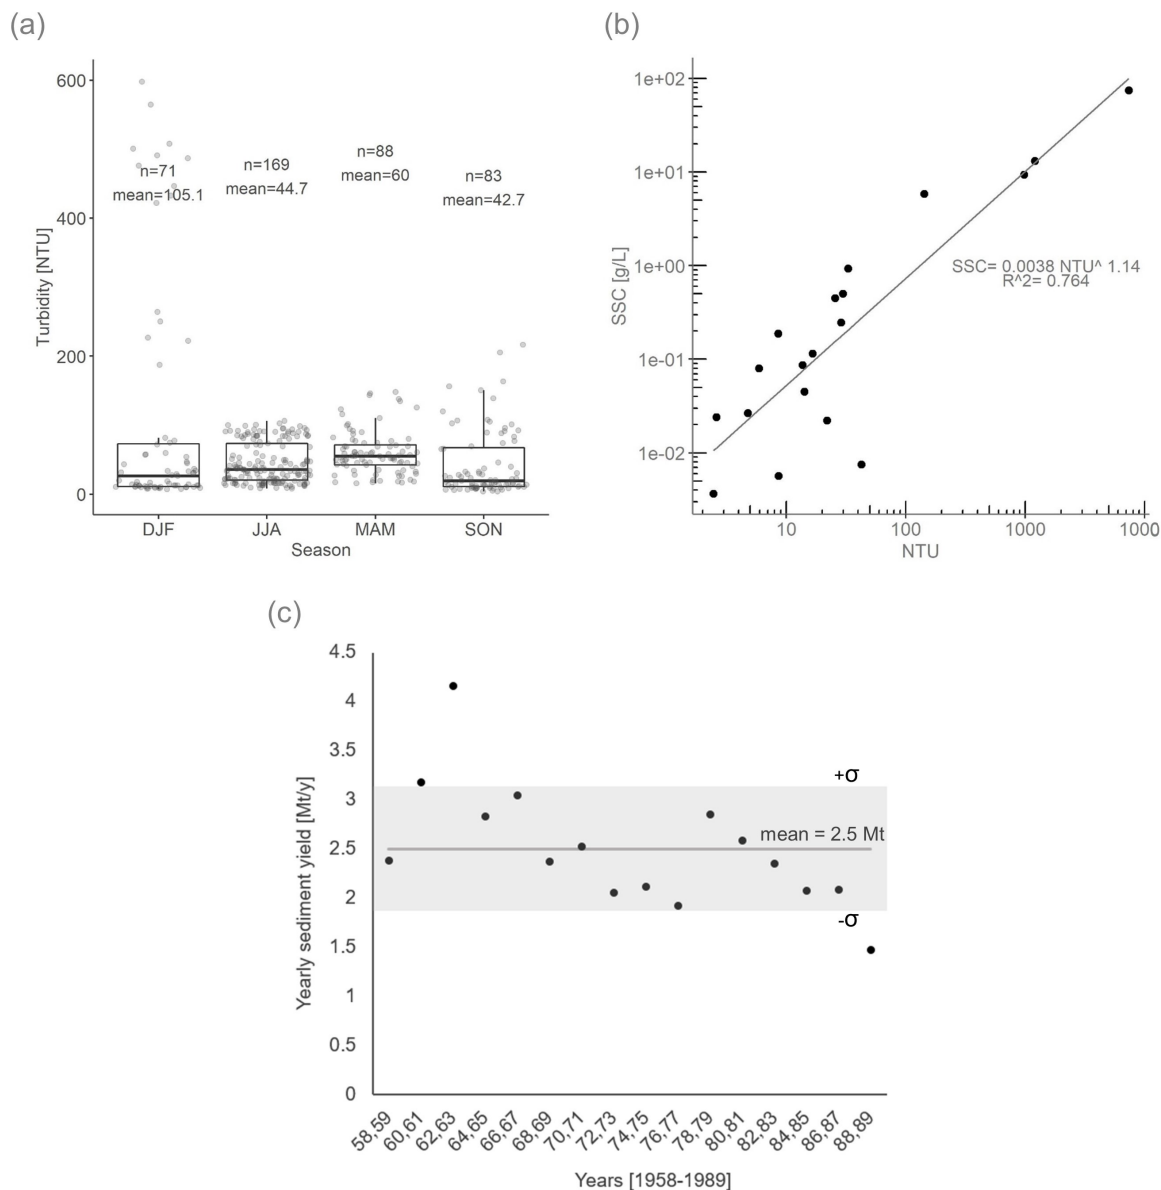 (a)
600
400
200
0
Turbidity [NTU]
n=71
mean=105.1
n=169
mean=44.7
n=88
mean=60
n=83
mean=42.7
DJF
JJA
MAM
SON
Season
(b)
1e+02
1e+01
1e+00
1e-01
1e-02
SSC [g/L]
SSC= 0.0038 NTU^ 1.14
R^2= 0.764
10
100
1000
1000
NTU
(c)
4.5
4
3.5
3
2.5
2
1.5
1
0.5
0
Yearly sediment yield [Mt/y]
+σ
mean = 2.5 Mt
-σ
58,59
60,61
62,63
64,65
66,67
68,69
70,71
72,73
74,75
76,77
78,79
80,81
82,83
84,85
86,87
88,89
Years [1958-1989]